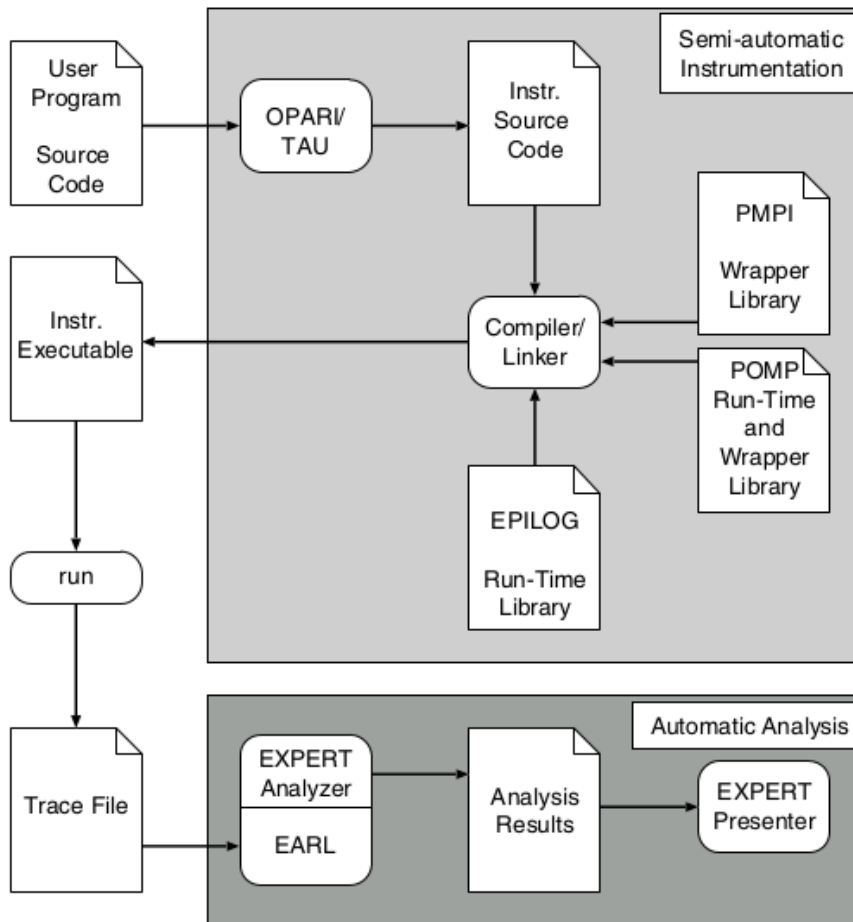 User
Program
Source
Code
OPARI/
TAU
Instr.
Source
Code
Semi-automatic
Instrumentation
PMPI
Wrapper
Library
Instr.
Executable
Compiler/
Linker
POMP
Run-Time
and
Wrapper
Library
EPILOG
Run-Time
Library
run
Automatic Analysis
Trace File
EXPERT
Analyzer
EARL
Analysis
Results
EXPERT
Presenter